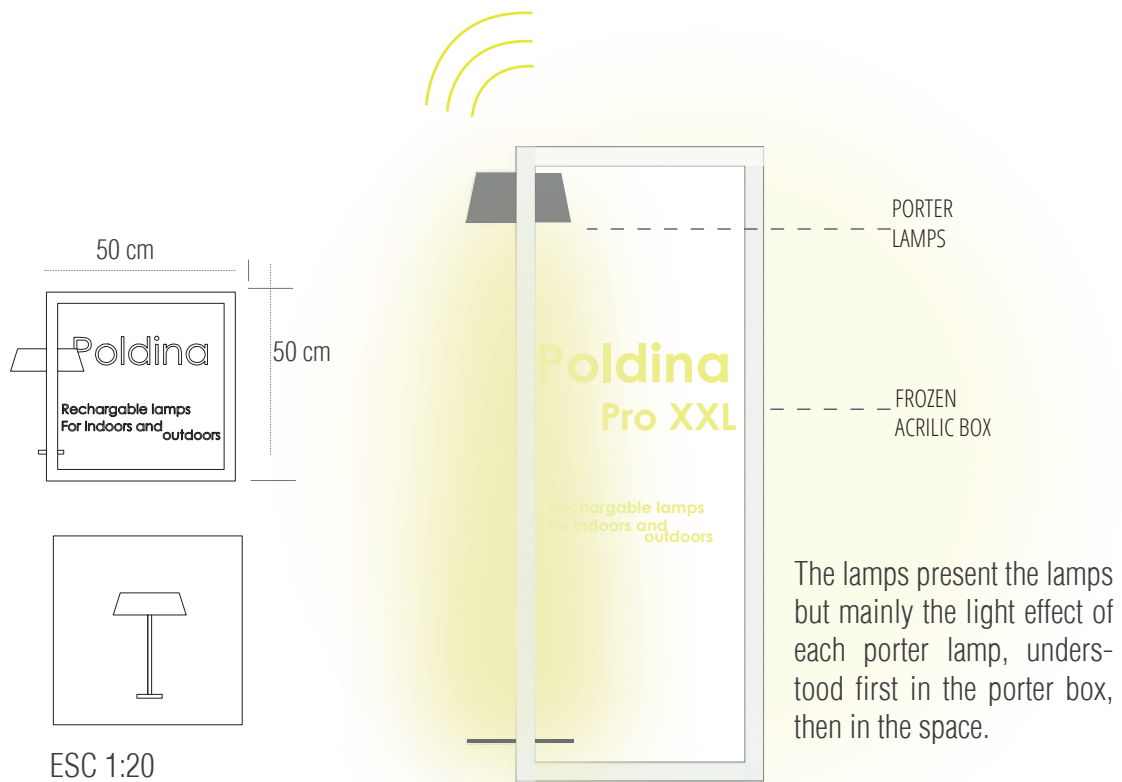 50 cm
50 cm
Poldina
Rechargable lamps
For Indoors and
outdoors
ESC 1:20
Poldina
Pro XXL
Rechargable lamps
for Indoors and
outdoors
PORTER
LAMPS
FROZEN
ACRILIC BOX
The lamps present the lamps
but mainly the light effect of
each porter lamp, unders-
tood first in the porter box,
then in the space.